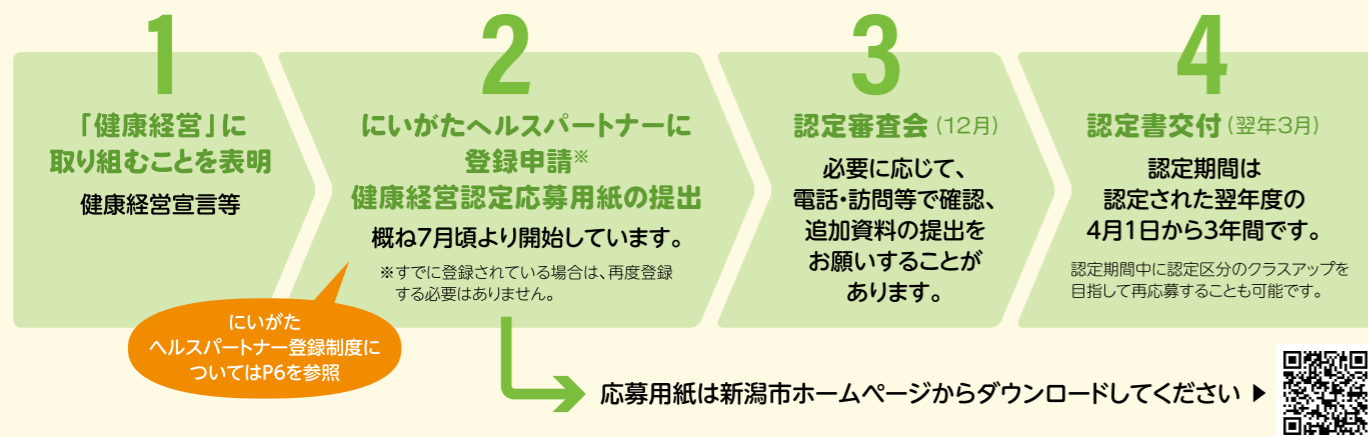 1
「健康経営」に
取り組むことを表明
健康経営宣言等
2
にいがたヘルスパートナーに
登録申請※
健康経営認定応募用紙の提出
概ね7月頃より開始しています。
※すでに登録されている場合は、再度登録
する必要はありません。
にいがた
ヘルスパートナー登録制度に
ついてはP6を参照
3
認定審査会(12月)
必要に応じて、
電話・訪問等で確認、
追加資料の提出を
お願いすることが
あります。
4
認定書交付(翌年3月)
認定期間は
認定された翌年度の
4月1日から3年間です。
認定期間中に認定区分のクラスアップを
目指して再応募することも可能です。
応募用紙は新潟市ホームページからダウンロードしてください ▶